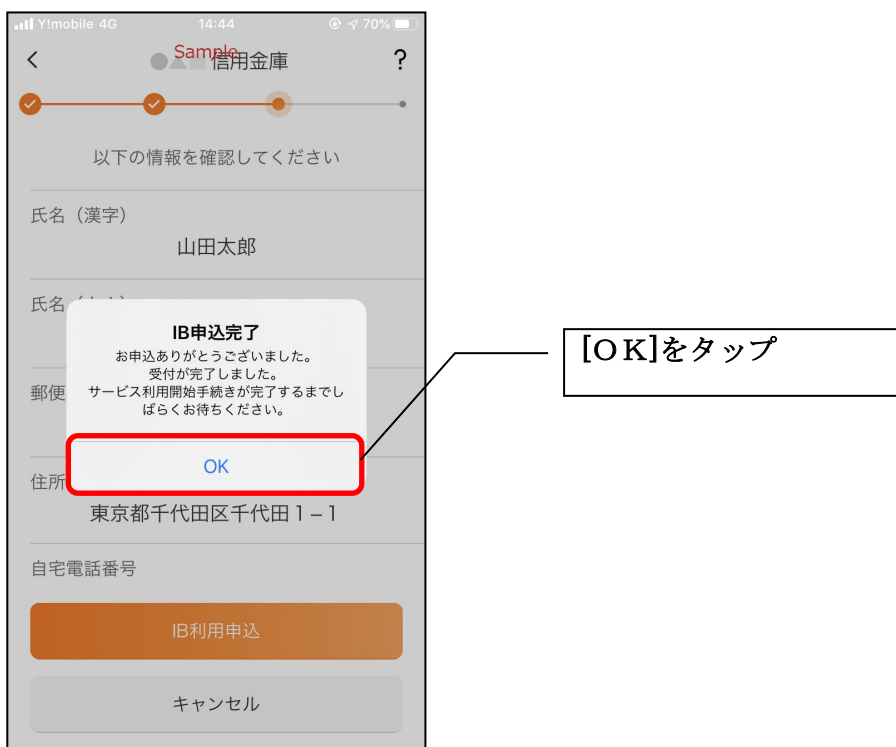 Y!mobile 4G 14:44 70%
Sample
●▲■信用金庫 ?
以下の情報を確認してください
氏名（漢字）
山田太郎
氏名
IB申込完了
お申込ありがとうございました。
受付が完了しました。
サービス利用開始手続きが完了するまでし
ばらくお待ちください。
郵便
OK
住所
東京都千代田区千代田１−１
自宅電話番号
IB利用申込
キャンセル
[ＯＫ]をタップ